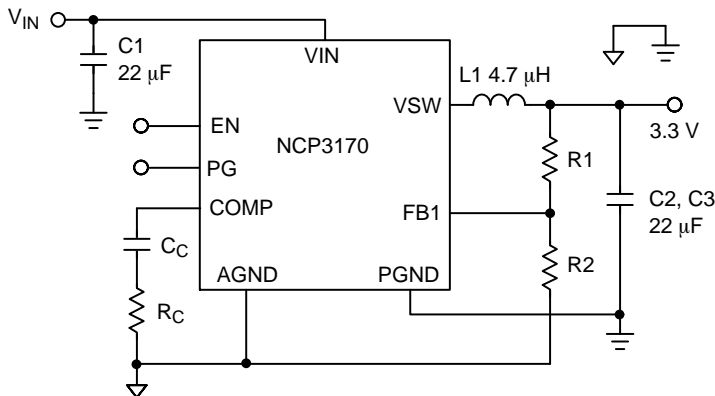 VIN
C1
22 μF
VIN
L1 4.7 μH
VSW
3.3 V
EN
NCP3170
PG
R1
COMP
FB1
C2, C3
22 μF
CC
R2
AGND
PGND
RC